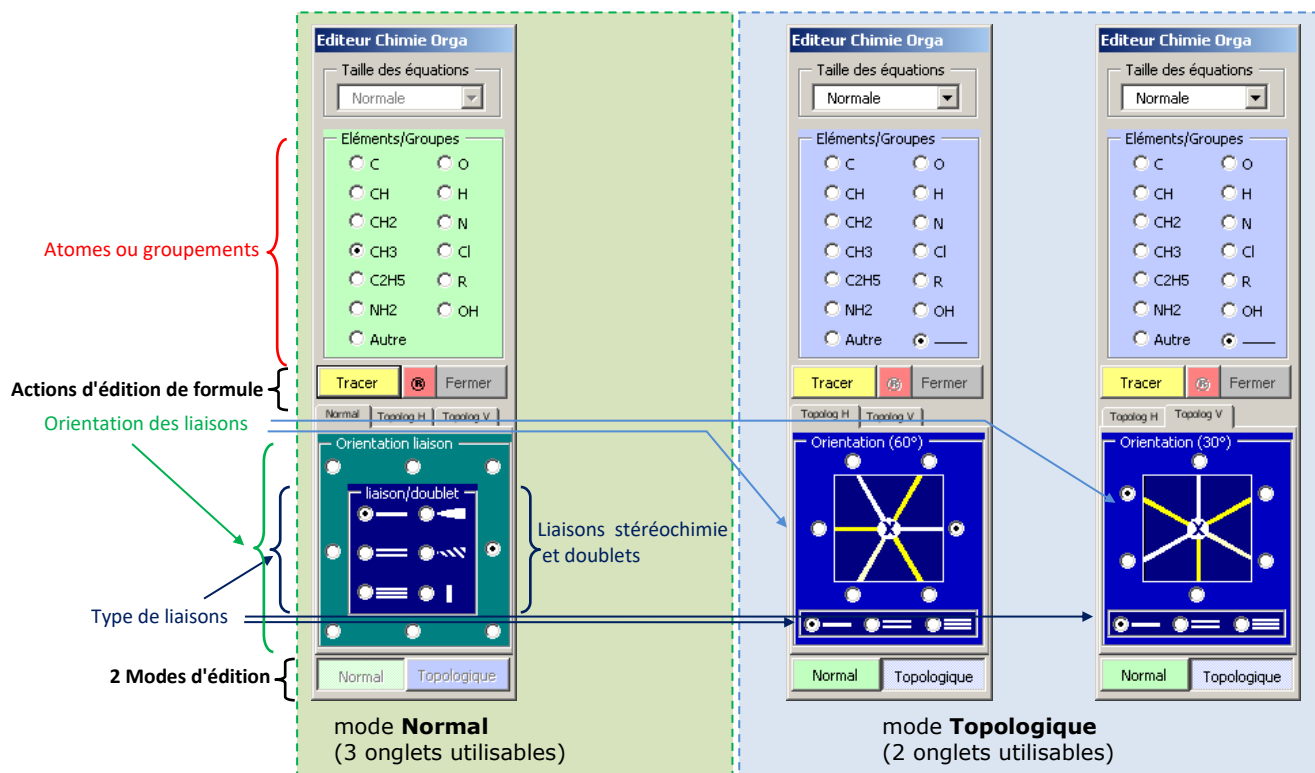 Editeur Chimie Orga
Taille des équations
Normale
Eléments/Groupes
C
O
CH
H
CH2
N
CH3
Cl
C2H5
R
NH2
OH
Autre
Tracer
®
Fermer
Normal
Topolog H
Topolog V
Orientation liaison
liaison/doublet
Normal
Topologique
mode Normal
(3 onglets utilisables)
Atomes ou groupements
Actions d'édition de formule
Orientation des liaisons
Type de liaisons
2 Modes d'édition
Liaisons stéréochimie
et doublets
Editeur Chimie Orga
Taille des équations
Normale
Eléments/Groupes
C
O
CH
H
CH2
N
CH3
Cl
C2H5
R
NH2
OH
Autre
Tracer
®
Fermer
Topolog H
Topolog V
Orientation (60°)
X
Normal
Topologique
Editeur Chimie Orga
Taille des équations
Normale
Eléments/Groupes
C
O
CH
H
CH2
N
CH3
Cl
C2H5
R
NH2
OH
Autre
Tracer
®
Fermer
Topolog H
Topolog V
Orientation (30°)
X
Normal
Topologique
mode Topologique
(2 onglets utilisables)